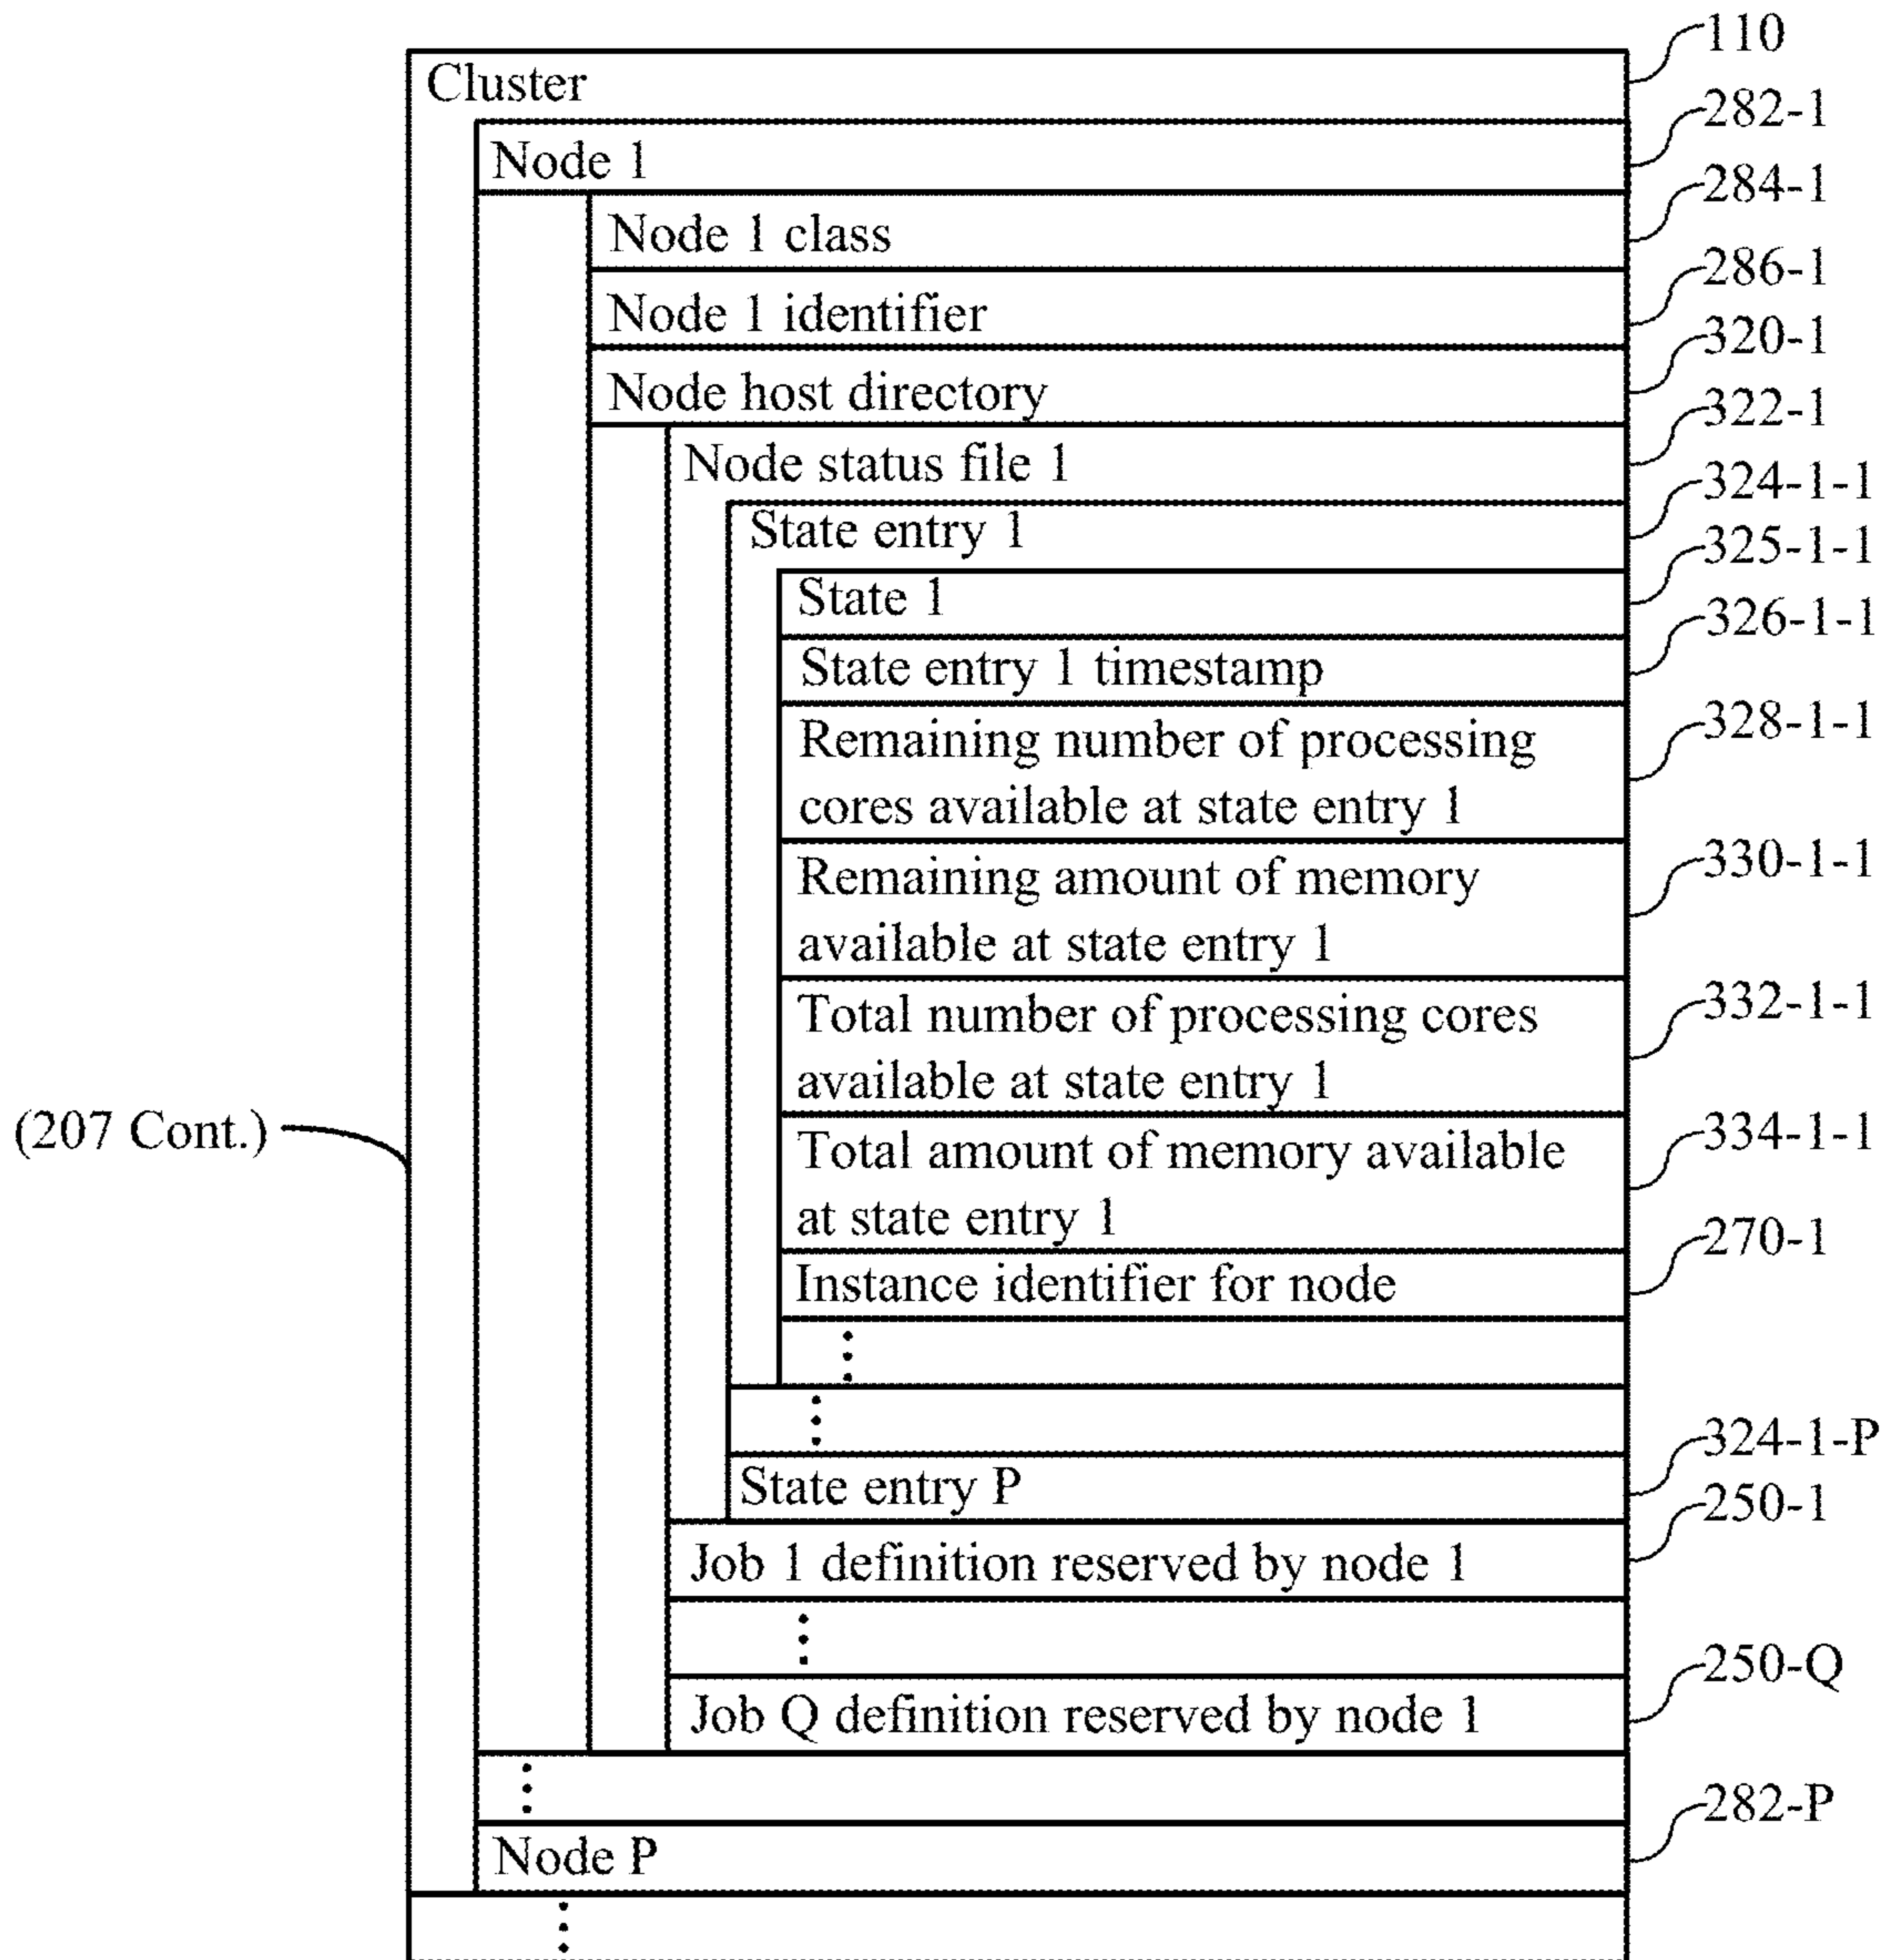 110
Cluster
282-1
Node 1
284-1
Node 1 class
286-1
Node 1 identifier
320-1
Node host directory
322-1
Node status file 1
324-1-1
State entry 1
325-1-1
State 1
326-1-1
State entry 1 timestamp
328-1-1
Remaining number of processing
cores available at state entry 1
330-1-1
Remaining amount of memory
available at state entry 1
332-1-1
Total number of processing cores
available at state entry 1
(207 Cont.)
334-1-1
Total amount of memory available
at state entry 1
270-1
Instance identifier for node
324-1-P
State entry P
250-1
Job 1 definition reserved by node 1
250-Q
Job Q definition reserved by node 1
282-P
Node P